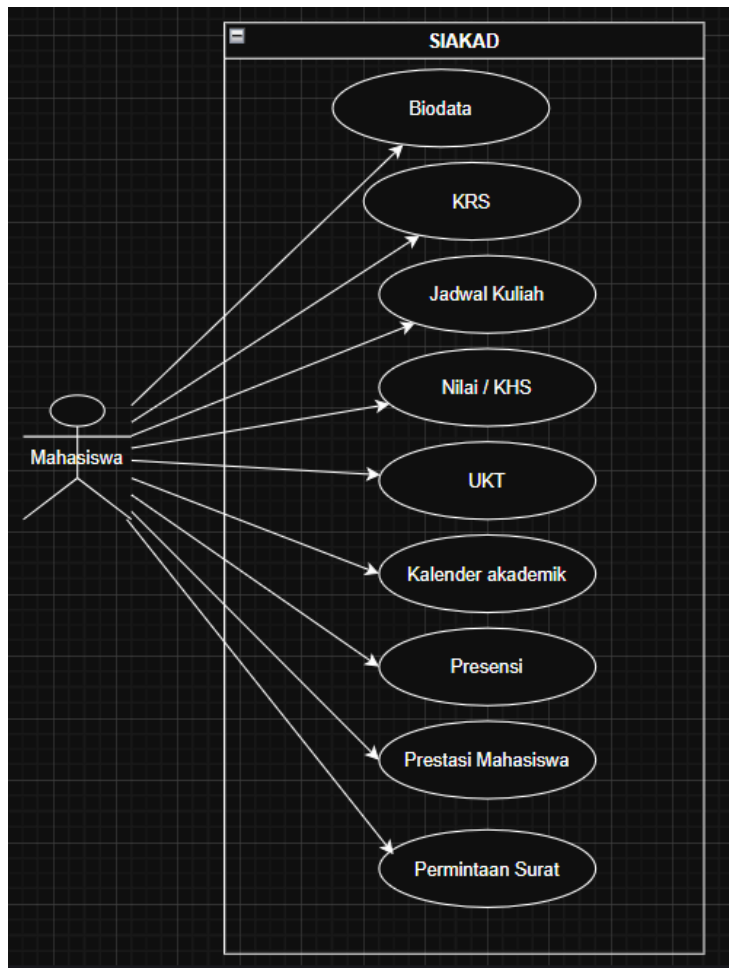 SIAKAD
Biodata
KRS
Jadwal Kuliah
Nilai / KHS
Mahasiswa
UKT
Kalender akademik
Presensi
Prestasi Mahasiswa
Permintaan Surat